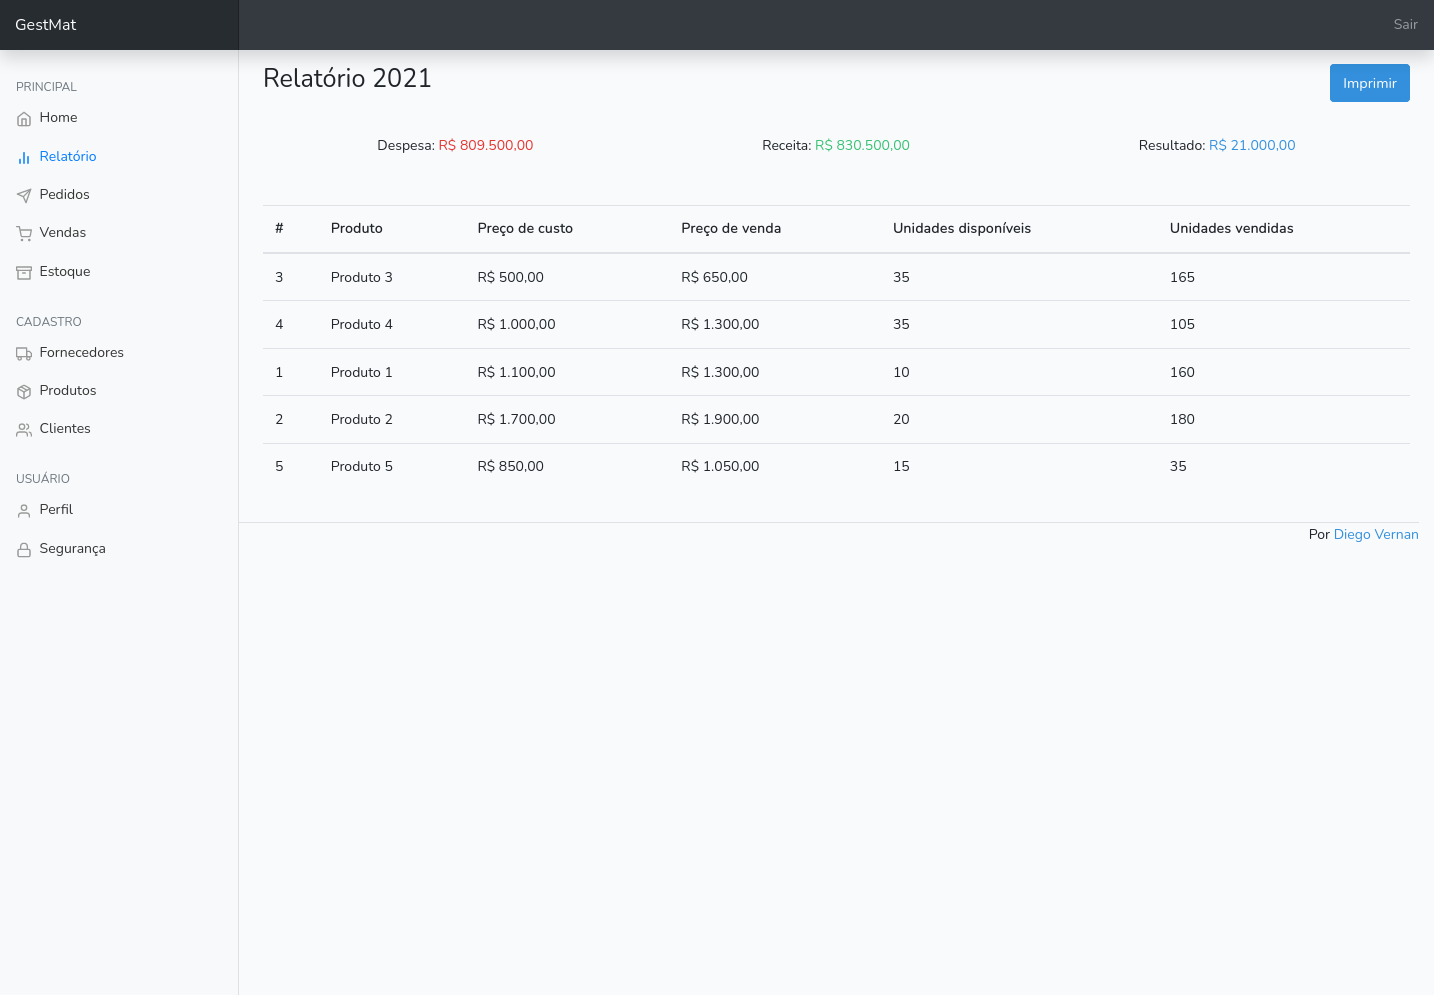 GestMat
Sair
PRINCIPAL
Home
Relatório
Pedidos
Vendas
Estoque
CADASTRO
Fornecedores
Produtos
Clientes
USUÁRIO
Perfil
Segurança
Relatório 2021
Imprimir
Despesa: R$ 809.500,00 Receita: R$ 830.500,00 Resultado: R$ 21.000,00
# Produto Preço de custo Preço de venda Unidades disponíveis Unidades vendidas
3 Produto 3 R$ 500,00 R$ 650,00 35 165
4 Produto 4 R$ 1.000,00 R$ 1.300,00 35 105
1 Produto 1 R$ 1.100,00 R$ 1.300,00 10 160
2 Produto 2 R$ 1.700,00 R$ 1.900,00 20 180
5 Produto 5 R$ 850,00 R$ 1.050,00 15 35
Por Diego Vernan